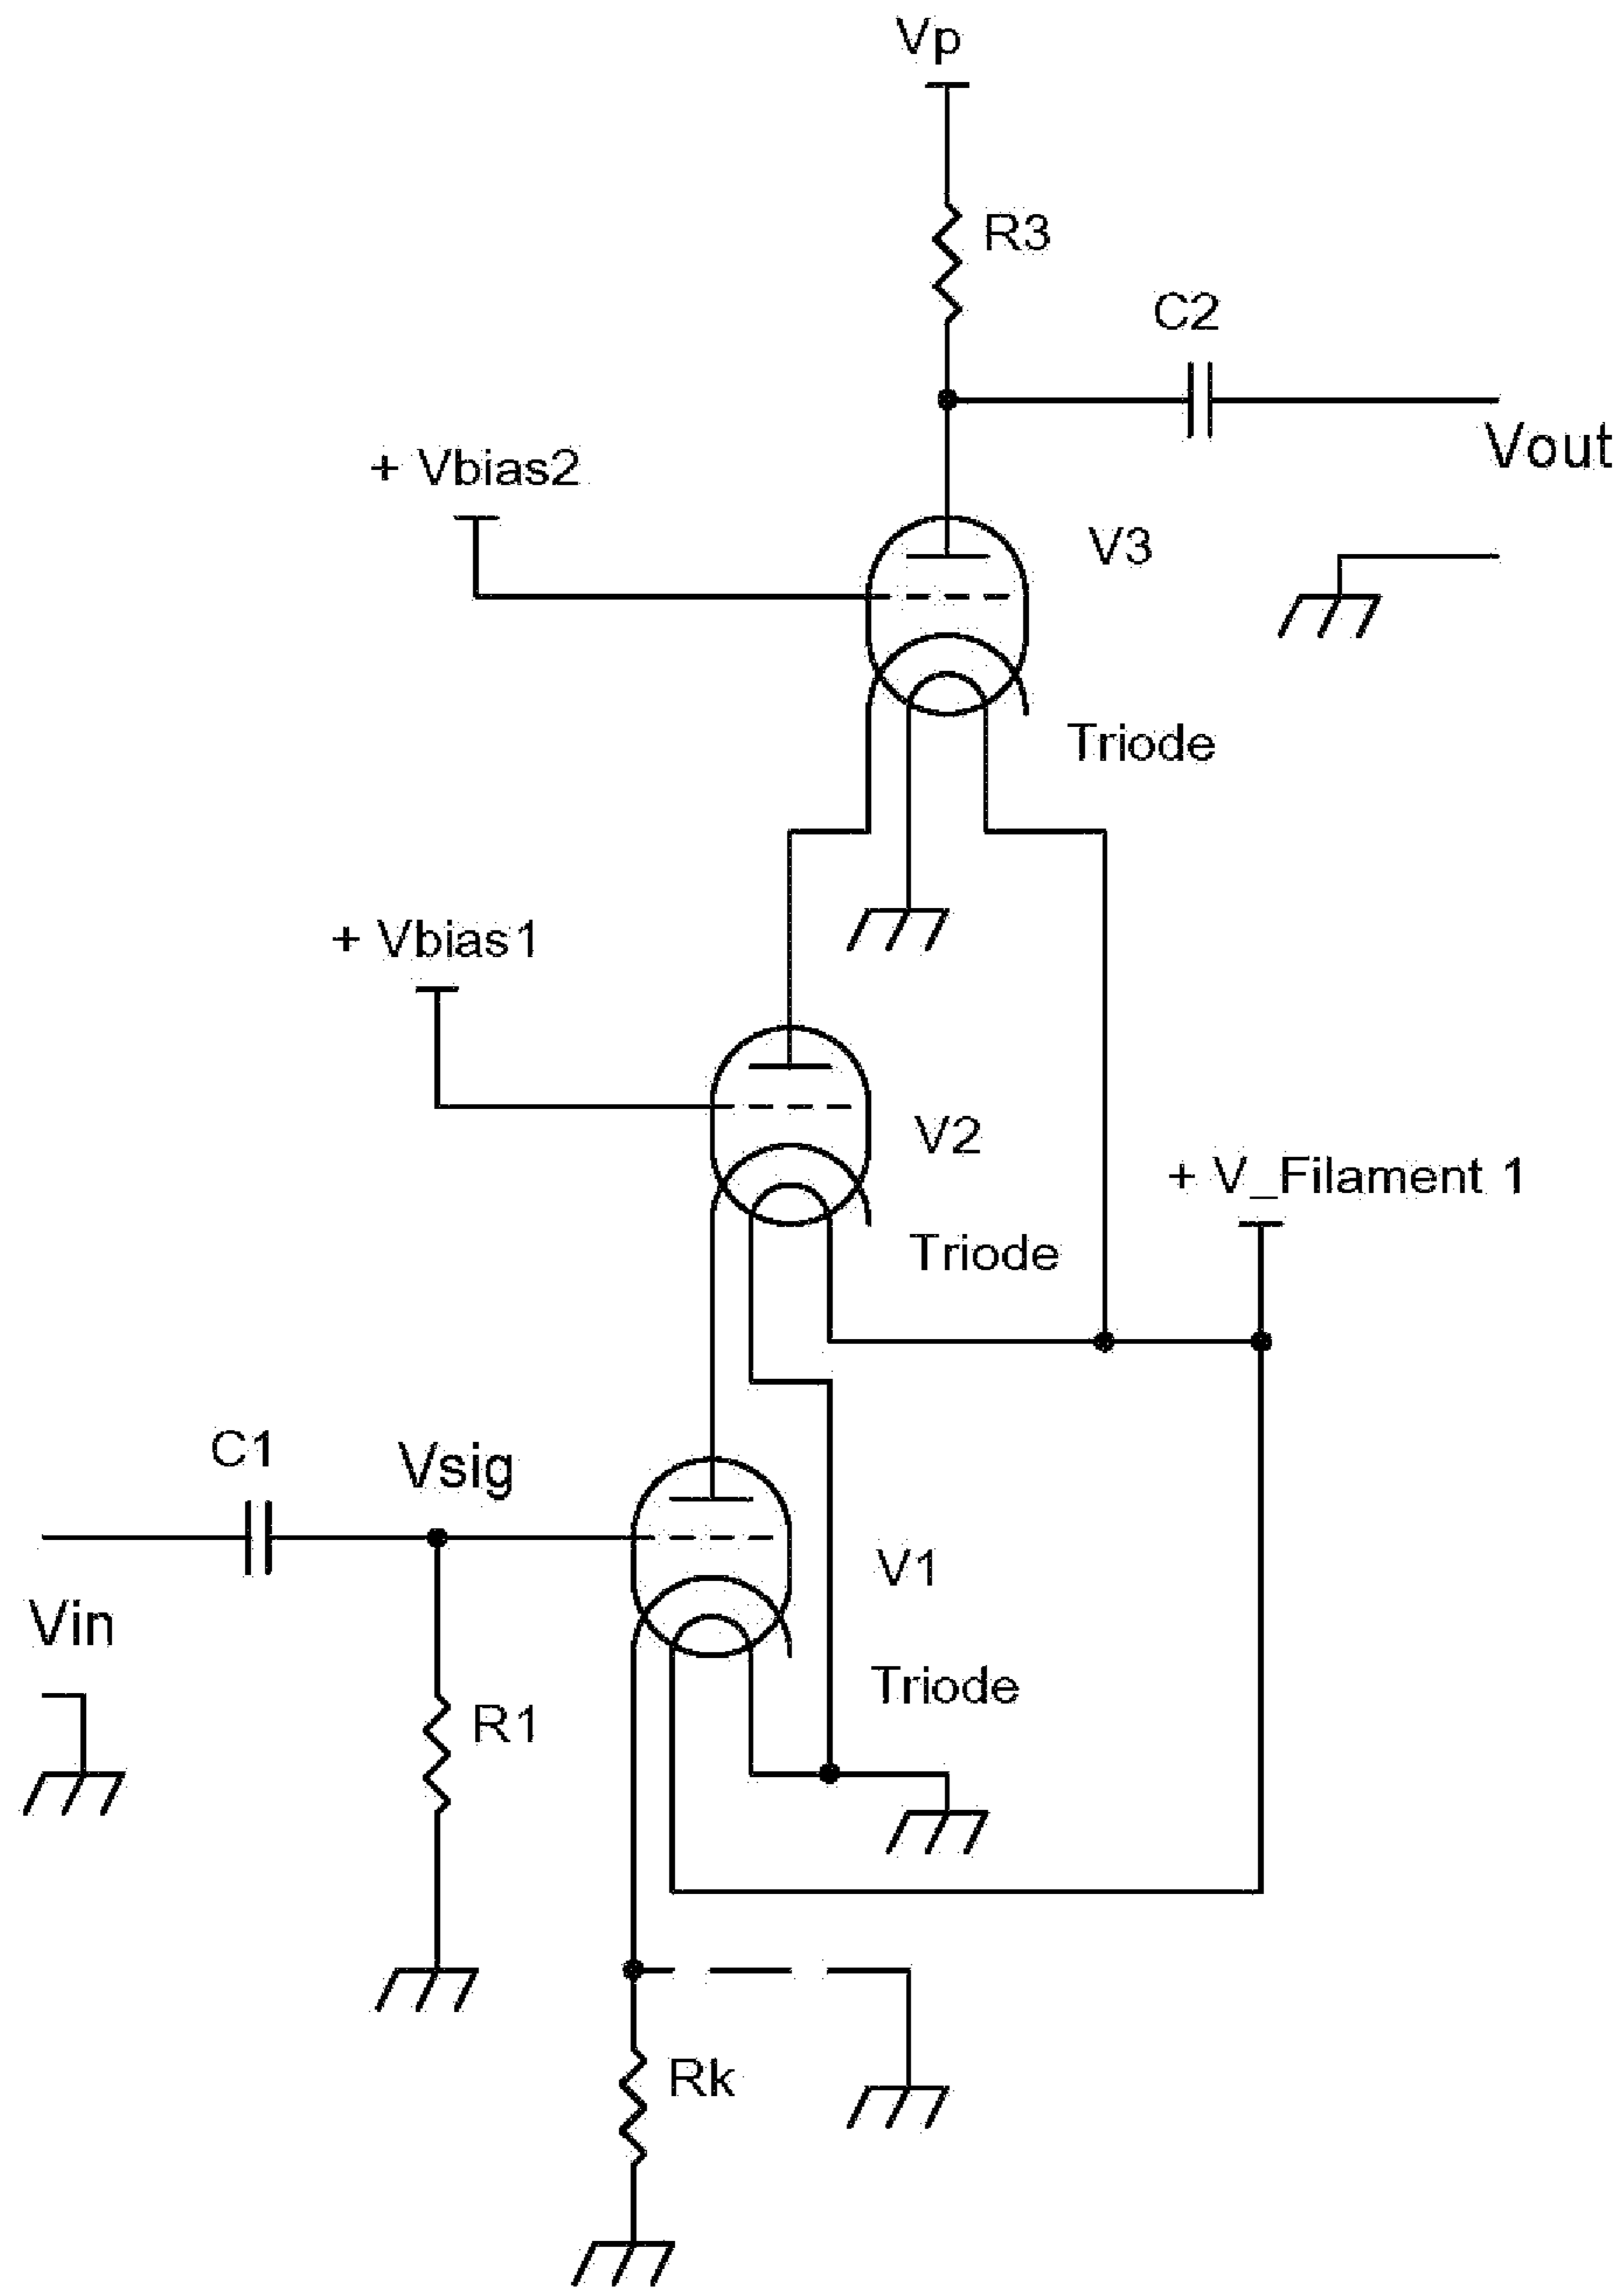 Vp
R3
C2
Vout
+ Vbias2
V3
Triode
+ Vbias1
V2
+ V_Filament 1
Triode
C1
Vsig
V1
Vin
Triode
R1
Rk